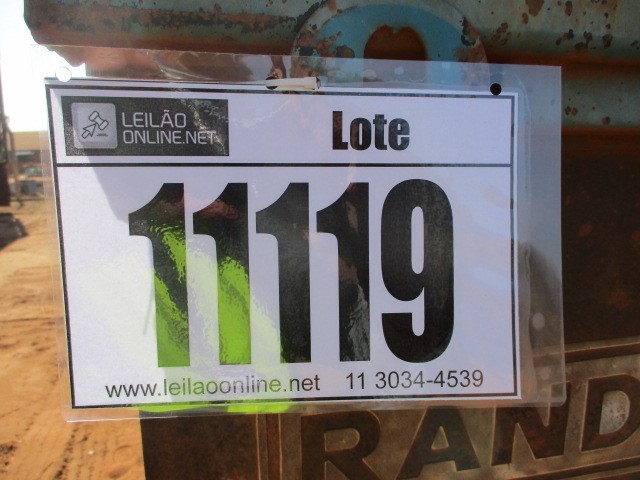 LEILÃO
ONLINE.NET
Lote
11119
www.leilaoonline.net 11 3034-4539
RAND